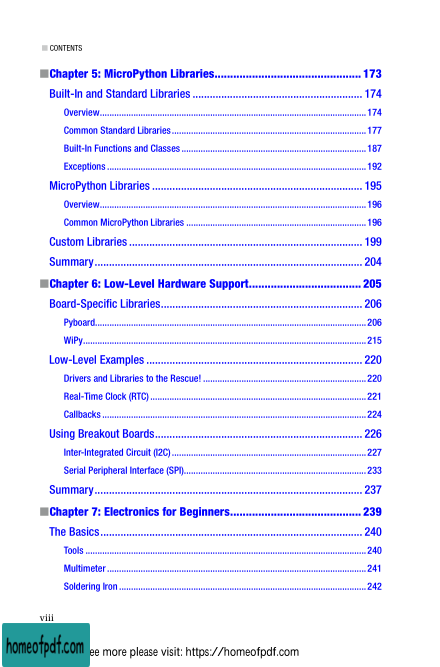 ■ CONTENTS
■Chapter 5: MicroPython Libraries................................................ 173
Built-In and Standard Libraries ............................................................. 174
Overview.................................................................................................... 174
Common Standard Libraries......................................................................... 177
Built-In Functions and Classes ..................................................................... 187
Exceptions ................................................................................................. 192
MicroPython Libraries ........................................................................... 195
Overview.................................................................................................... 196
Common MicroPython Libraries ................................................................... 196
Custom Libraries ................................................................................... 199
Summary................................................................................................ 204
■Chapter 6: Low-Level Hardware Support..................................... 205
Board-Specific Libraries........................................................................ 206
Pyboard...................................................................................................... 206
WiPy.......................................................................................................... 215
Low-Level Examples ............................................................................. 220
Drivers and Libraries to the Rescue! ............................................................. 220
Real-Time Clock (RTC) ................................................................................ 221
Callbacks ................................................................................................... 224
Using Breakout Boards.......................................................................... 226
Inter-Integrated Circuit (I2C) ........................................................................ 227
Serial Peripheral Interface (SPI).................................................................... 233
Summary................................................................................................ 237
■Chapter 7: Electronics for Beginners........................................... 239
The Basics.............................................................................................. 240
Tools ......................................................................................................... 240
Multimeter ................................................................................................. 241
Soldering Iron ............................................................................................. 242
viii
homeofpdf.com
ee more please visit: https://homeofpdf.com